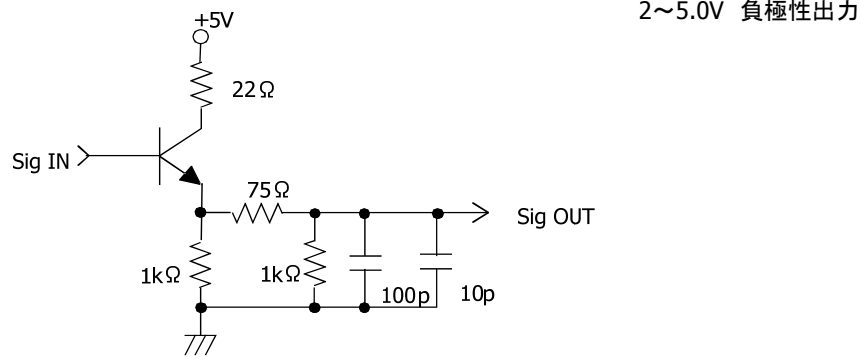 2～5.0V 負極性出力
+5V
22Ω
Sig IN
75Ω
Sig OUT
1kΩ
1kΩ
100p
10p